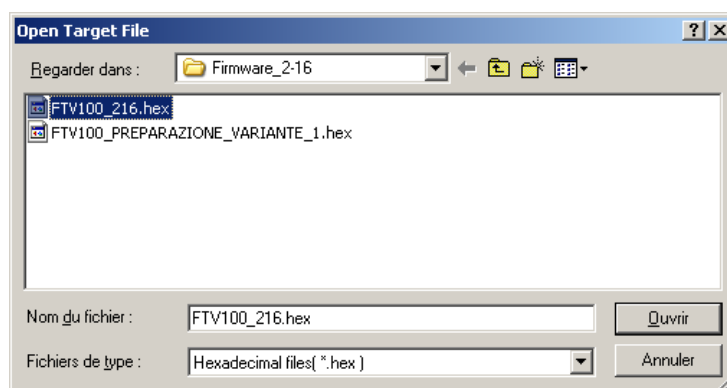 Open Target File
Regarder dans : Firmware_2-16
FTV100_216.hex
FTV100_PREPARAZIONE_VARIANTE_1.hex
Nom du fichier : FTV100_216.hex Ouvrir
Fichiers de type : Hexadecimal files( *.hex ) Annuler